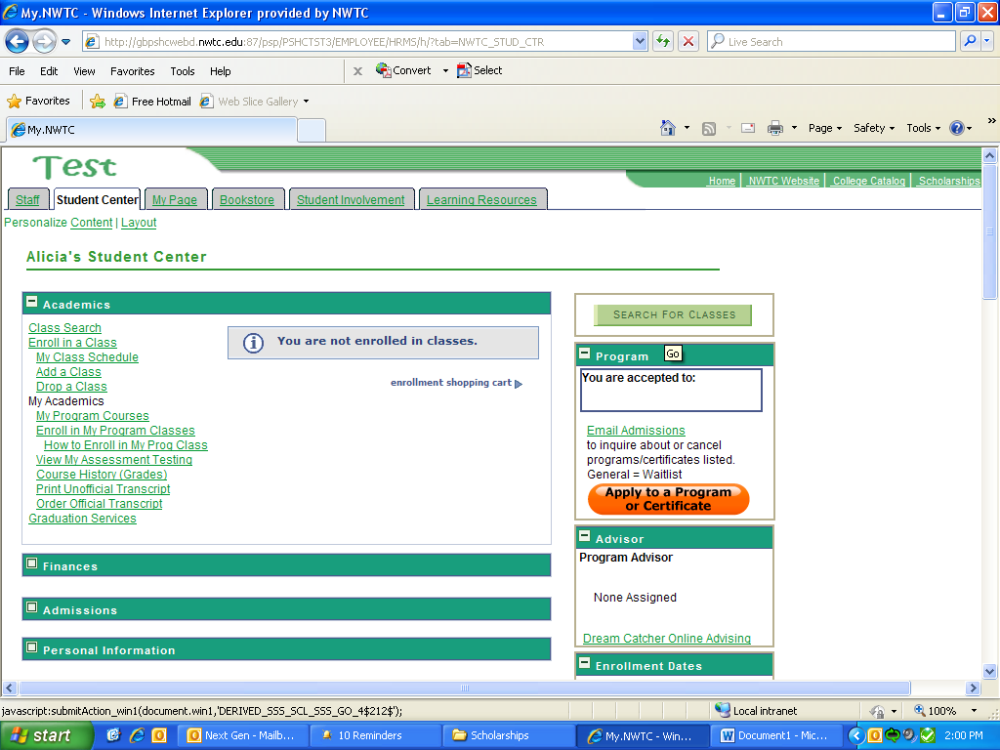 My.NWTC - Windows Internet Explorer provided by NWTC
http://gbpshcwebd.nwtc.edu:87/psp/PSHCTST3/EMPLOYEE/HRMS/h/?tab=NWTC_STUD_CTR
Live Search
File Edit View Favorites Tools Help
x Convert Select
Favorites Free Hotmail Web Slice Gallery
My.NWTC
Page Safety Tools »
Test
Home NWTC Website College Catalog Scholarships
Staff Student Center My Page Bookstore Student Involvement Learning Resources
Personalize Content | Layout
Alicia's Student Center
Academics
Class Search
Enroll in a Class
My Class Schedule
Add a Class
Drop a Class
My Academics
My Program Courses
Enroll in My Program Classes
How to Enroll in My Prog Class
View My Assessment Testing
Course History (Grades)
Print Unofficial Transcript
Order Official Transcript
Graduation Services
You are not enrolled in classes.
enrollment shopping cart
Finances
Admissions
Personal Information
Search For Classes
Program Go
You are accepted to:
Email Admissions
to inquire about or cancel
programs/certificates listed.
General = Waitlist
Apply to a Program
or Certificate
Advisor
Program Advisor
None Assigned
Dream Catcher Online Advising
Enrollment Dates
javascript:submitAction_win1(document.win1,'DERIVED_SSS_SCL_SSS_GO_4$212$');
Local intranet
100%
start
Next Gen - Mailb...
10 Reminders
Scholarships
My.NWTC - Win...
Document1 - Mic...
2:00 PM